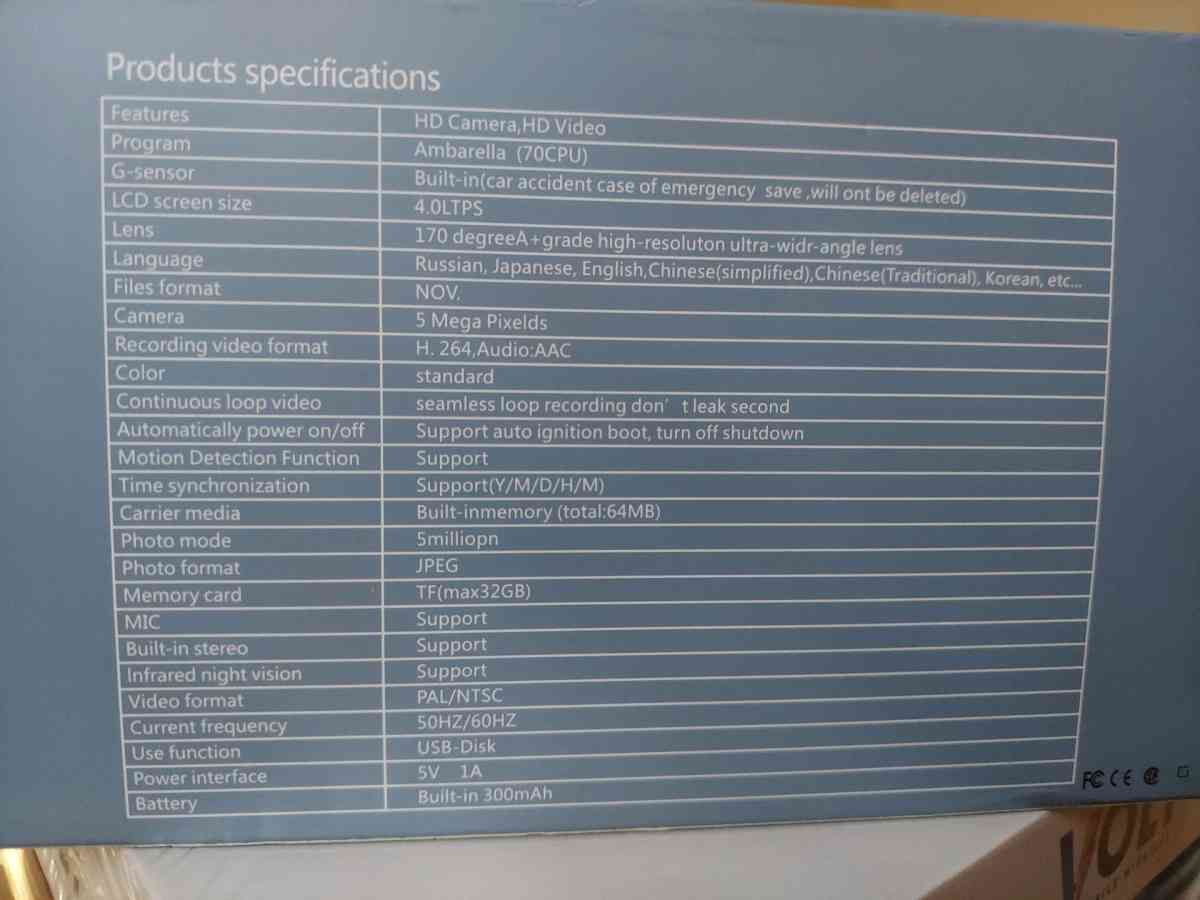 Products specifications
Features HD Camera,HD Video
Program Ambarella (70CPU)
G-sensor Built-in(car accident case of emergency save ,will ont be deleted)
LCD screen size 4.0LTPS
Lens 170 degreeA+grade high-resoluton ultra-widr-angle lens
Language Russian, Japanese, English,Chinese(simplified),Chinese(Traditional), Korean, etc...
Files format NOV.
Camera 5 Mega Pixelds
Recording video format H. 264,Audio:AAC
Color standard
Continuous loop video seamless loop recording don' t leak second
Automatically power on/off Support auto ignition boot, turn off shutdown
Motion Detection Function Support
Time synchronization Support(Y/M/D/H/M)
Carrier media Built-inmemory (total:64MB)
Photo mode 5milliopn
Photo format JPEG
Memory card TF(max32GB)
MIC Support
Built-in stereo Support
Infrared night vision Support
Video format PAL/NTSC
Current frequency 50HZ/60HZ
Use function USB-Disk
Power interface 5V 1A
Battery Built-in 300mAh
FC CE